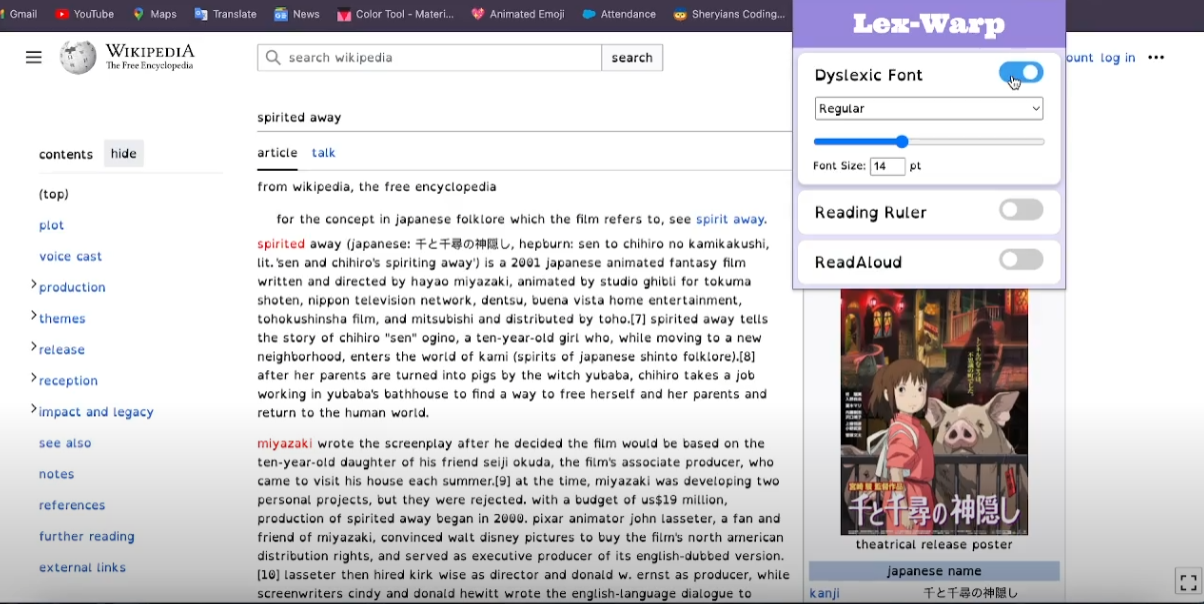 Gmail
YouTube
Maps
Translate
News
Color Tool - Materi...
Animated Emoji
Attendance
Sheryians Coding...
Lex-Warp
Dyslexic Font
Regular
Font Size: 14 pt
Reading Ruler
ReadAloud
WIKIPEDIA
The Free Encyclopedia
search wikipedia
search
ount log in
spirited away
contents hide
article talk
(top)
plot
voice cast
production
themes
release
reception
impact and legacy
see also
notes
references
further reading
external links
from wikipedia, the free encyclopedia
for the concept in japanese folklore which the film refers to, see spirit away.
spirited away (japanese: 千と千尋の神隠し, hepburn: sen to chihiro no kamikakushi,
lit. 'sen and chihiro's spiriting away') is a 2001 japanese animated fantasy film
written and directed by hayao miyazaki, animated by studio ghibli for tokuma
shoten, nippon television network, dentsu, buena vista home entertainment,
tohokushinsha film, and mitsubishi and distributed by toho.[7] spirited away tells
the story of chihiro "sen" ogino, a ten-year-old girl who, while moving to a new
neighborhood, enters the world of kami (spirits of japanese shinto folklore).[8]
after her parents are turned into pigs by the witch yubaba, chihiro takes a job
working in yubaba's bathhouse to find a way to free herself and her parents and
return to the human world.
miyazaki wrote the screenplay after he decided the film would be based on the
ten-year-old daughter of his friend seiji okuda, the film's associate producer, who
came to visit his house each summer.[9] at the time, miyazaki was developing two
personal projects, but they were rejected. with a budget of us$19 million,
production of spirited away began in 2000. pixar animator john lasseter, a fan and
friend of miyazaki, convinced walt disney pictures to buy the film's north american
distribution rights, and served as executive producer of its english-dubbed version.
[10] lasseter then hired kirk wise as director and donald w. ernst as producer, while
screenwriters cindy and donald hewitt wrote the english-language dialogue to
宮崎駿監督作品
千と千尋の神隠し
theatrical release poster
japanese name
kanji 千と千尋の神隠し